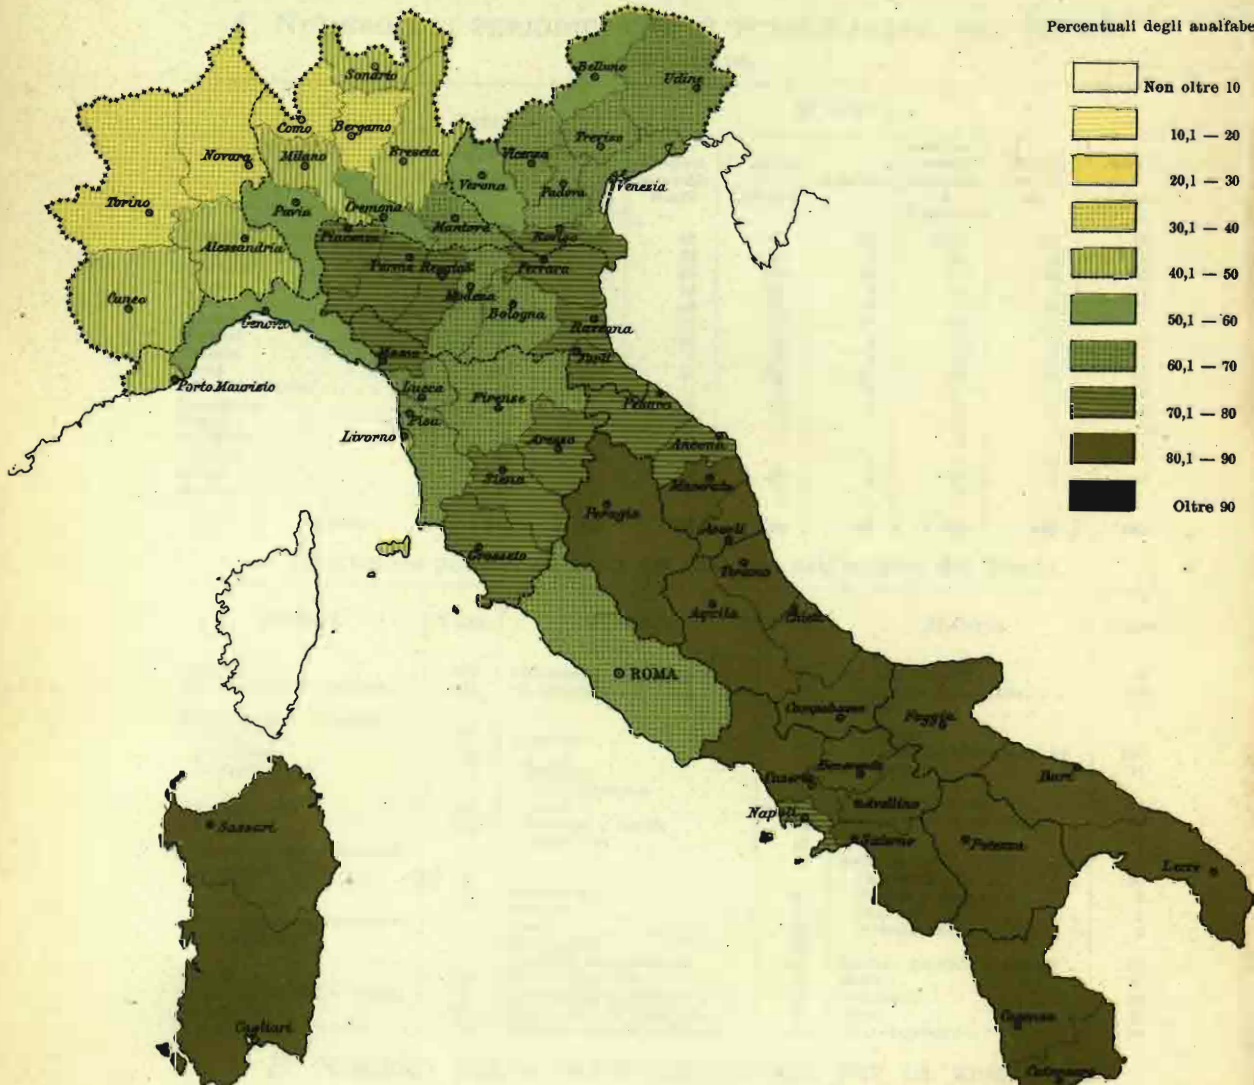 Percentuali degli analfabe
Non oltre 10
10,1 — 20
20,1 — 30
30,1 — 40
40,1 — 50
50,1 — 60
60,1 — 70
70,1 — 80
80,1 — 90
Oltre 90
Sondrio
Belluno
Udine
Como
Bergamo
Treviso
Novara
Milano
Brescia
Vicenza
Verona
Padova
Venezia
Torino
Pavia
Cremona
Mantova
Rovigo
Piacenza
Alessandria
Parma
Reggio
Ferrara
Modena
Cuneo
Bologna
Genova
Ravenna
Forlì
Massa
Porto Maurizio
Lucca
Firenze
Pesaro
Pisa
Livorno
Arezzo
Ancona
Siena
Macerata
Perugia
Ascoli
Grosseto
Teramo
Aquila
Chieti
ROMA
Campobasso
Foggia
Caserta
Benevento
Bari
Napoli
Avellino
Salerno
Potenza
Lecce
Sassari
Cagliari
Cosenza
Catanzaro